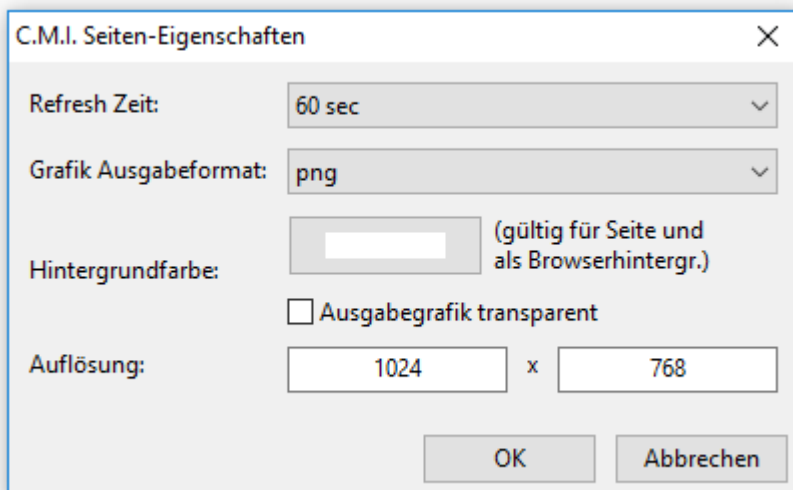 C.M.I. Seiten-Eigenschaften
Refresh Zeit:
60 sec
Grafik Ausgabeformat:
png
Hintergrundfarbe:
(gültig für Seite und
als Browserhintergr.)
Ausgabegrafik transparent
Auflösung:
1024
x
768
OK
Abbrechen